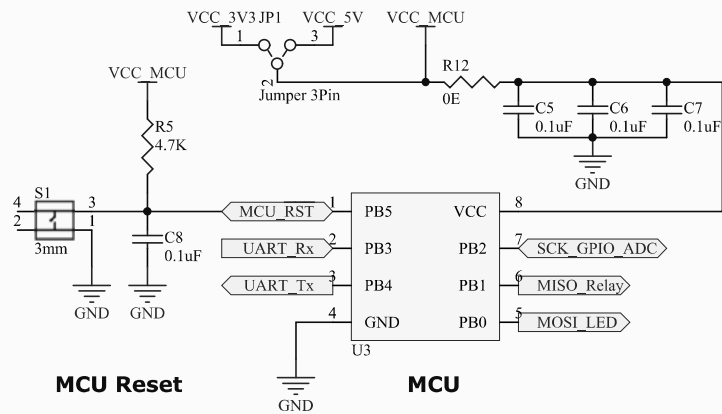 VCC_3V3 JP1 VCC_5V VCC_MCU
1 3
2
Jumper 3Pin
R12
0E
C5 C6 C7
0.1uF 0.1uF 0.1uF
GND
VCC_MCU
R5
4.7K
S1
4 3
2 1
3mm
C8
0.1uF
GND GND
MCU_RST 1 PB5 VCC 8
UART_Rx 2 PB3 PB2 7 SCK_GPIO_ADC
UART_Tx 3 PB4 PB1 6 MISO_Relay
4 GND PB0 5 MOSI_LED
U3
GND
MCU Reset MCU